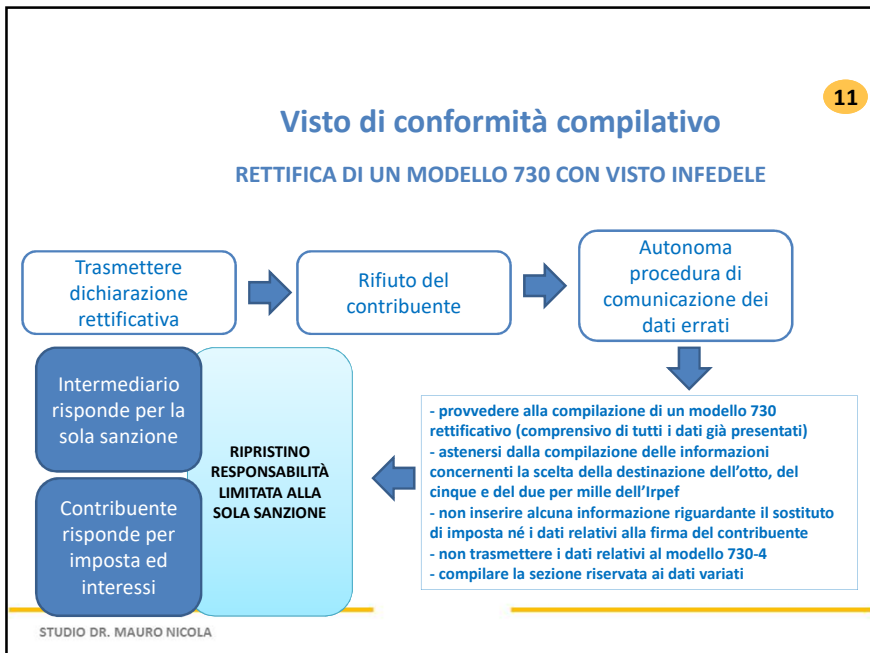 11
Visto di conformità compilativo
RETTIFICA DI UN MODELLO 730 CON VISTO INFEDELE
Trasmettere
dichiarazione
rettificativa
Rifiuto del
contribuente
Autonoma
procedura di
comunicazione dei
dati errati
Intermediario
risponde per la
sola sanzione
Contribuente
risponde per
imposta ed
interessi
RIPRISTINO
RESPONSABILITÀ
LIMITATA ALLA
SOLA SANZIONE
- provvedere alla compilazione di un modello 730
rettificativo (comprensivo di tutti i dati già presentati)
- astenersi dalla compilazione delle informazioni
concernenti la scelta della destinazione dell'otto, del
cinque e del due per mille dell'Irpef
- non inserire alcuna informazione riguardante il sostituto
di imposta né i dati relativi alla firma del contribuente
- non trasmettere i dati relativi al modello 730-4
- compilare la sezione riservata ai dati variati
STUDIO DR. MAURO NICOLA